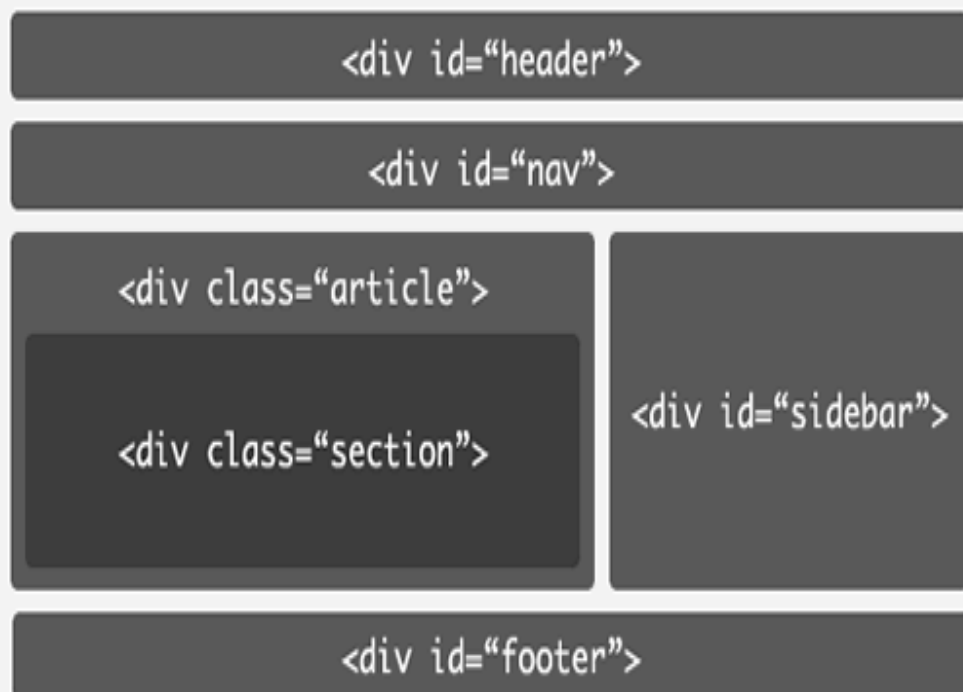 <div id=“header”>
<div id=“nav”>
<div class=“article”>
<div class=“section”>
<div id=“sidebar”>
<div id=“footer”>